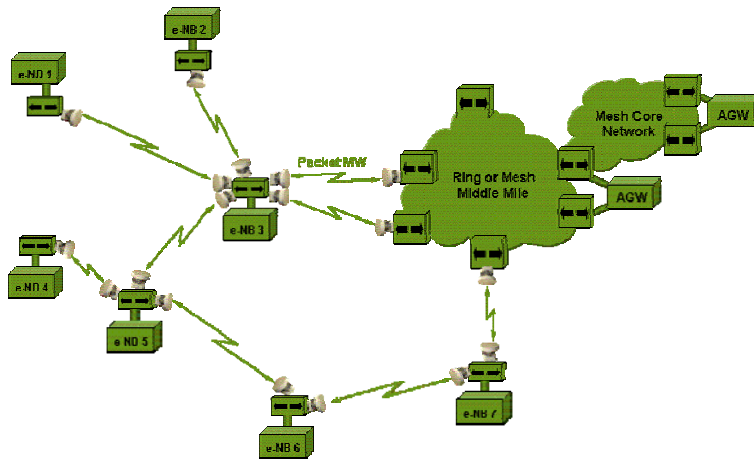 e-NB 2
e-NB 1
Mesh Core
Network
AGW
Packet MW
Ring or Mesh
Middle Mile
AGW
e-NB 3
e-NB 4
e-NB 5
e-NB 7
e-NB 6